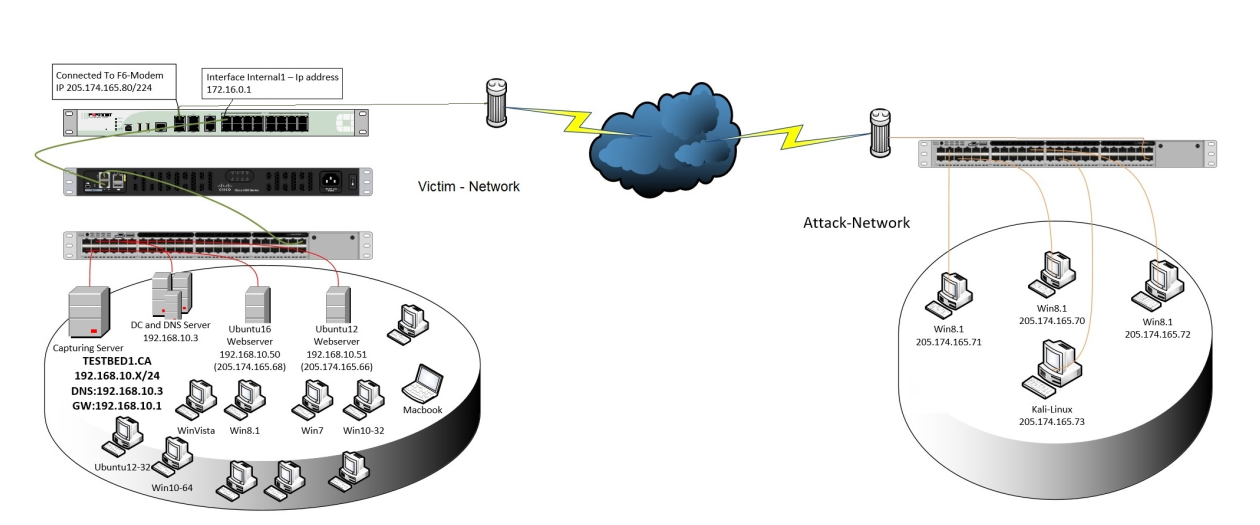 Connected To F6-Modem
IP 205.174.165.80/224
Interface Internal1 – Ip address
172.16.0.1
Victim - Network
Attack-Network
Capturing Server
DC and DNS Server
192.168.10.3
Ubuntu16
Webserver
192.168.10.50
(205.174.165.68)
Ubuntu12
Webserver
192.168.10.51
(205.174.165.66)
TESTBED1.CA
192.168.10.X/24
DNS:192.168.10.3
GW:192.168.10.1
WinVista
Win8.1
Win7
Win10-32
Macbook
Ubuntu12-32
Win10-64
Win8.1
205.174.165.71
Win8.1
205.174.165.70
Win8.1
205.174.165.72
Kali-Linux
205.174.165.73